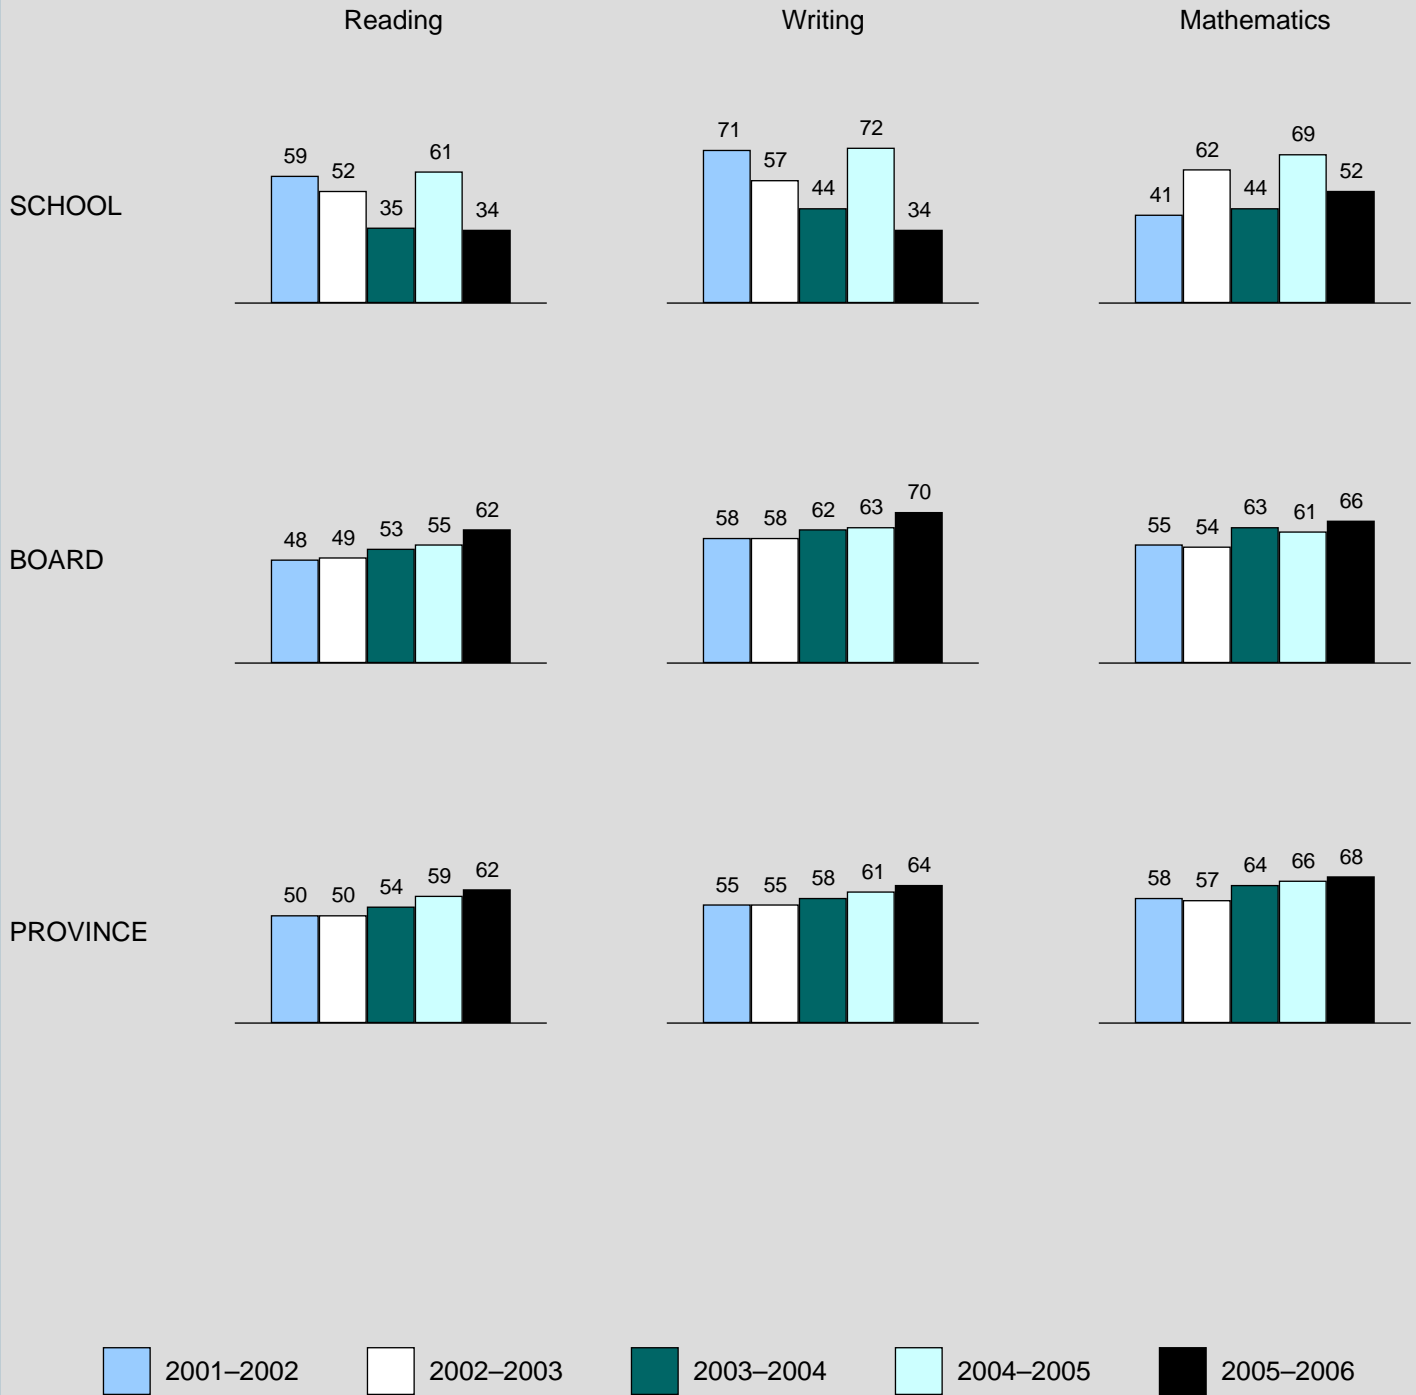 Reading Writing Mathematics
SCHOOL
59 52 35 61 34
71 57 44 72 34
41 62 44 69 52
BOARD
48 49 53 55 62
58 58 62 63 70
55 54 63 61 66
PROVINCE
50 50 54 59 62
55 55 58 61 64
58 57 64 66 68
2001–2002 2002–2003 2003–2004 2004–2005 2005–2006